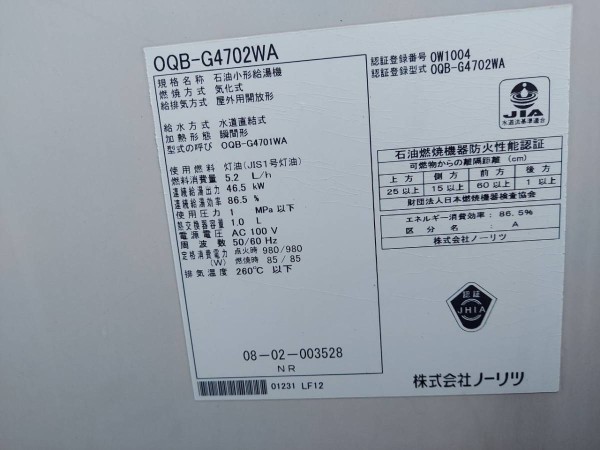 OQB-G4702WA
規格名称 石油小形給湯機
燃焼方式 気化式
給排気方式 屋外用開放形
給水方式 水道直結式
加熱形態 瞬間形
型式の呼び OQB-G4701WA
使用燃料 灯油(JIS1号灯油)
燃料消費量 5.2 L/h
連続給湯出力 46.5 kW
連続給湯効率 86.5 %
使用圧力 1 MPa 以下
熱交換器容量 1.0 L
電源電圧 AC 100 V
周波数 50/60 Hz
定格消費電力 点火時 980/980
(W) 燃焼時 85/85
排気温度 260℃ 以下
08-02-003528
NR
01231 LF12
認証登録番号 OW1004
認証登録型式 OQB-G4702WA
JIA
水道法基準適合
石油燃焼機器防火性能認証
可燃物からの離隔距離 (cm)
上方 側方 前方 後方
25以上 15以上 60以上 1以上
財団法人日本燃焼機器検査協会
エネルギー消費効率: 86.5%
区分名: A
株式会社ノーリツ
認証
JHIA
株式会社ノーリツ